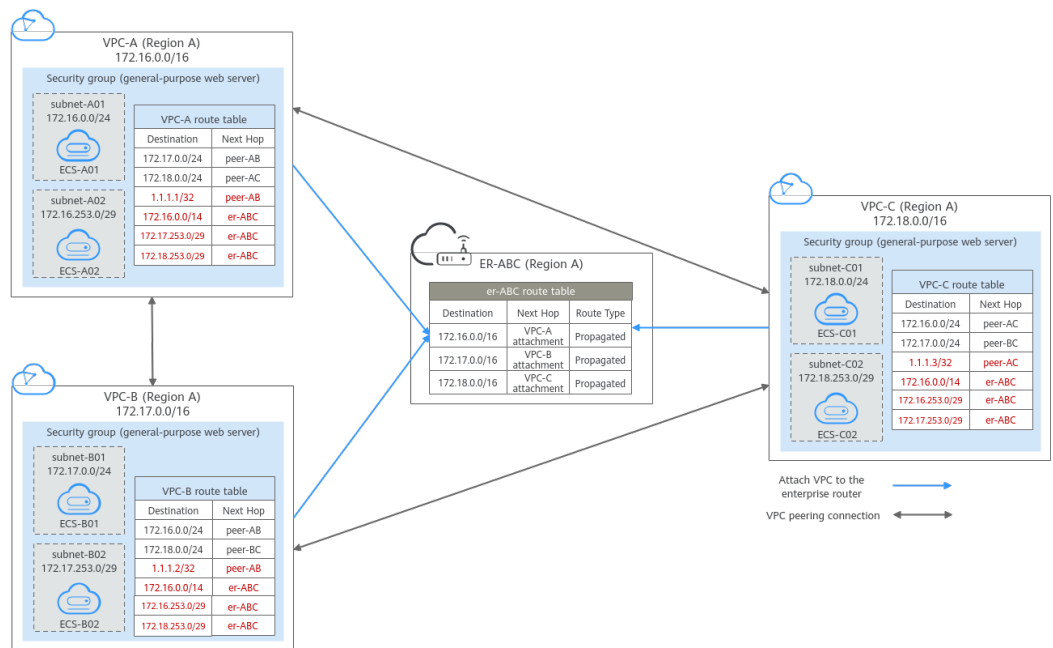 VPC-A (Region A)
172.16.0.0/16
Security group (general-purpose web server)
subnet-A01
172.16.0.0/24
ECS-A01
subnet-A02
172.16.253.0/29
ECS-A02
VPC-A route table
Destination Next Hop
172.17.0.0/24 peer-AB
172.18.0.0/24 peer-AC
1.1.1.1/32 peer-AB
172.16.0.0/14 er-ABC
172.17.253.0/29 er-ABC
172.18.253.0/29 er-ABC
VPC-B (Region A)
172.17.0.0/16
Security group (general-purpose web server)
subnet-B01
172.17.0.0/24
ECS-B01
subnet-B02
172.17.253.0/29
ECS-B02
VPC-B route table
Destination Next Hop
172.16.0.0/24 peer-AB
172.18.0.0/24 peer-BC
1.1.1.2/32 peer-AB
172.16.0.0/14 er-ABC
172.16.253.0/29 er-ABC
172.18.253.0/29 er-ABC
ER-ABC (Region A)
er-ABC route table
Destination Next Hop Route Type
172.16.0.0/16 VPC-A attachment Propagated
172.17.0.0/16 VPC-B attachment Propagated
172.18.0.0/16 VPC-C attachment Propagated
VPC-C (Region A)
172.18.0.0/16
Security group (general-purpose web server)
subnet-C01
172.18.0.0/24
ECS-C01
subnet-C02
172.18.253.0/29
ECS-C02
VPC-C route table
Destination Next Hop
172.16.0.0/24 peer-AC
172.17.0.0/24 peer-BC
1.1.1.3/32 peer-AC
172.16.0.0/14 er-ABC
172.16.253.0/29 er-ABC
172.17.253.0/29 er-ABC
Attach VPC to the
enterprise router
VPC peering connection